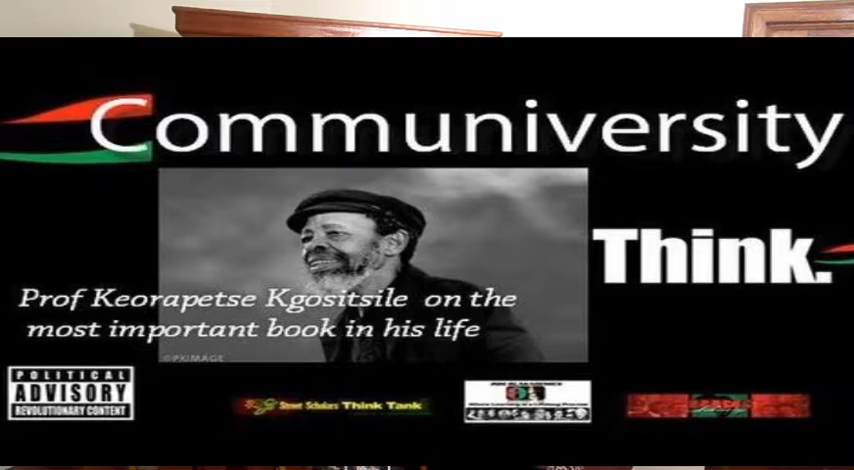 Communiversity
Think.
Prof Keorapetse Kgositsile on the
most important book in his life
©PKIMAGE
POLITICAL
ADVISORY
REVOLUTIONARY CONTENT
Street Scholars Think Tank